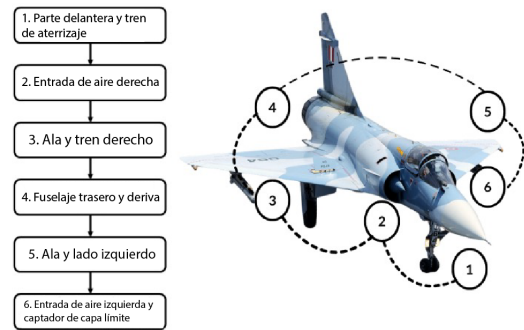 1. Parte delantera y tren
de aterrizaje
2. Entrada de aire derecha
3. Ala y tren derecho
4. Fuselaje trasero y deriva
5. Ala y lado izquierdo
6. Entrada de aire izquierda y
captador de capa límite
4
5
6
3
2
1